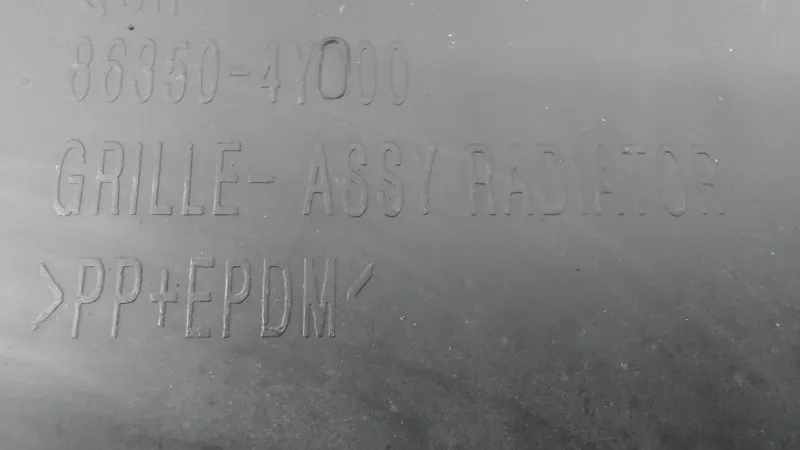 86350-4Y000
GRILLE- ASSY RADIATOR
>PP+EPDM<